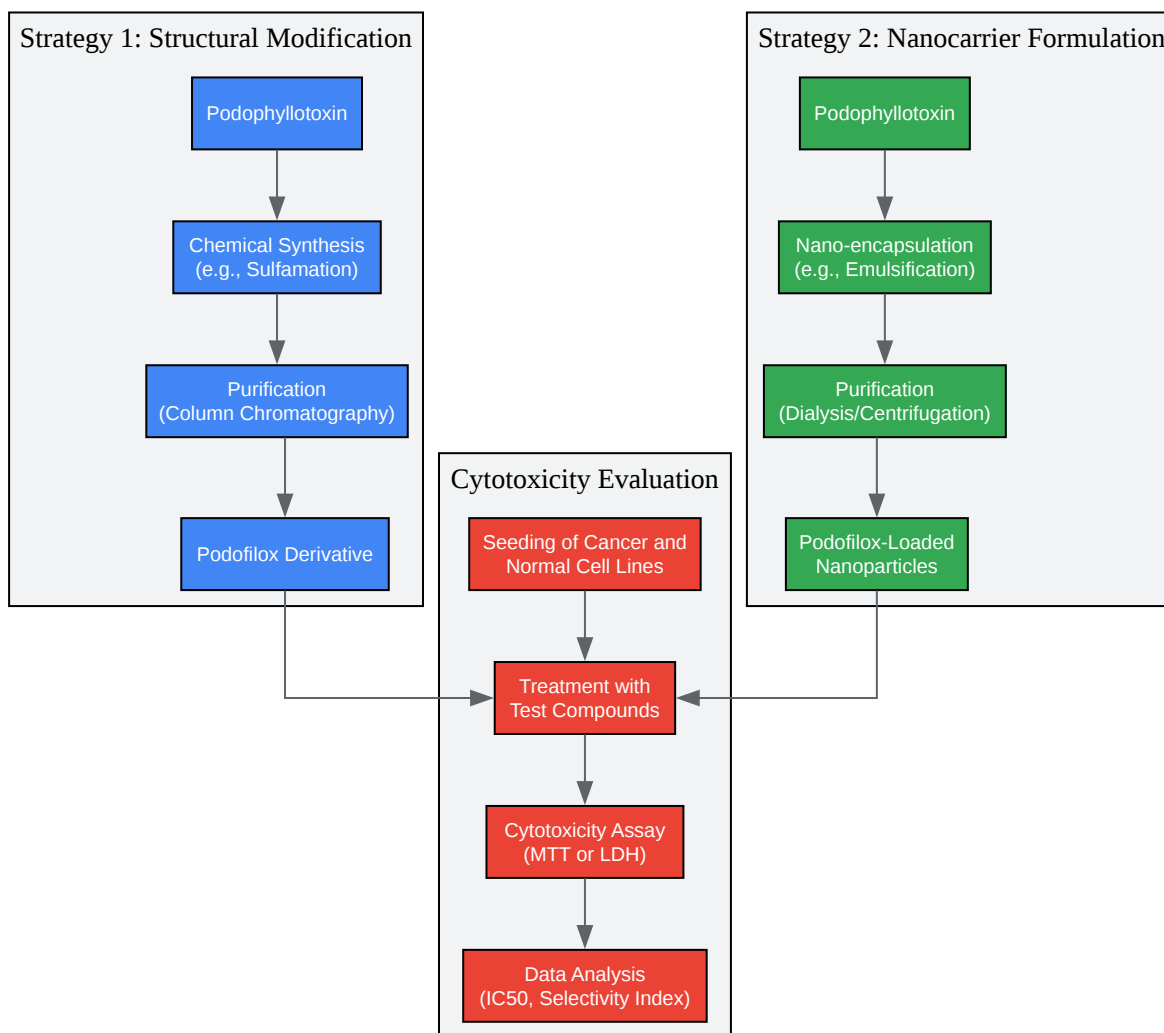 Strategy 1: Structural Modification
Podophyllotoxin
Chemical Synthesis
(e.g., Sulfamation)
Purification
(Column Chromatography)
Podofilox Derivative
Strategy 2: Nanocarrier Formulation
Podophyllotoxin
Nano-encapsulation
(e.g., Emulsification)
Purification
(Dialysis/Centrifugation)
Podofilox-Loaded
Nanoparticles
Cytotoxicity Evaluation
Seeding of Cancer and
Normal Cell Lines
Treatment with
Test Compounds
Cytotoxicity Assay
(MTT or LDH)
Data Analysis
(IC50, Selectivity Index)